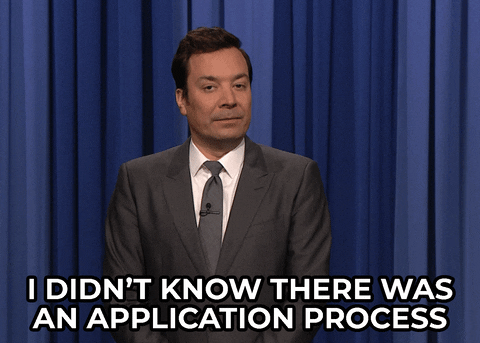 I DIDN'T KNOW THERE WAS
AN APPLICATION PROCESS